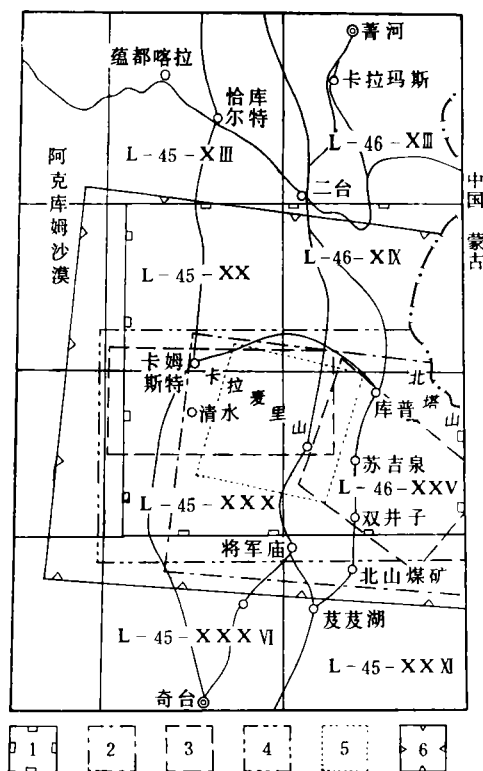 菁河
蕴都喀拉
卡拉玛斯
恰库
尔特
L-46-XⅢ
L-45-XⅢ
阿克库姆沙漠
二台
中国
蒙古
L-46-XⅨ
L-45-XX
卡姆
斯特
卡拉麦里山
北塔山
清水
库普
苏吉泉
L-46-XXⅤ
L-45-XXX
双井子
将军庙
北山煤矿
芨芨湖
L-45-XXXⅥ
L-45-XXⅪ
奇台
1
2
3
4
5
6